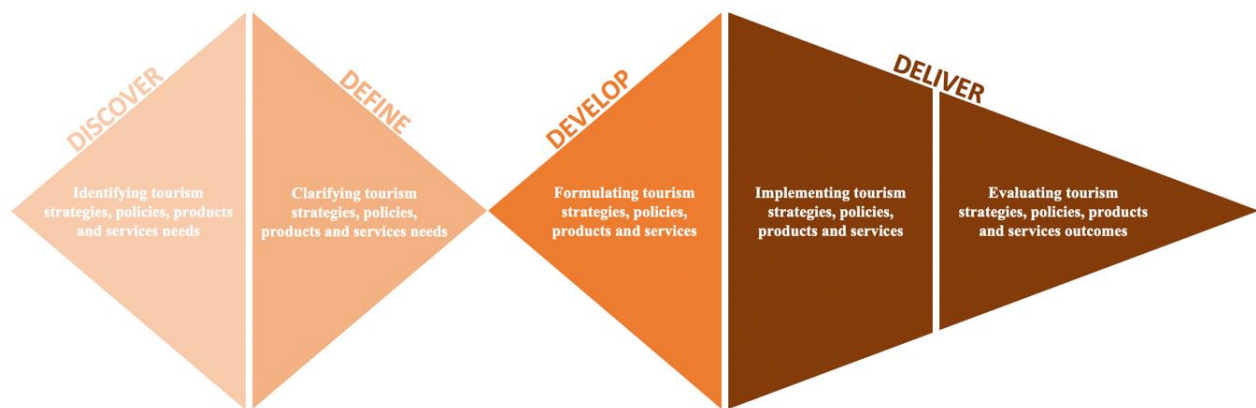 DISCOVER
DEFINE
DEVELOP
DELIVER
Identifying tourism
strategies, policies, products
and services needs
Clarifying tourism
strategies, policies,
products and services needs
Formulating tourism
strategies, policies,
products and services
Implementing tourism
strategies, policies,
products and services
Evaluating tourism
strategies, policies, products
and services outcomes